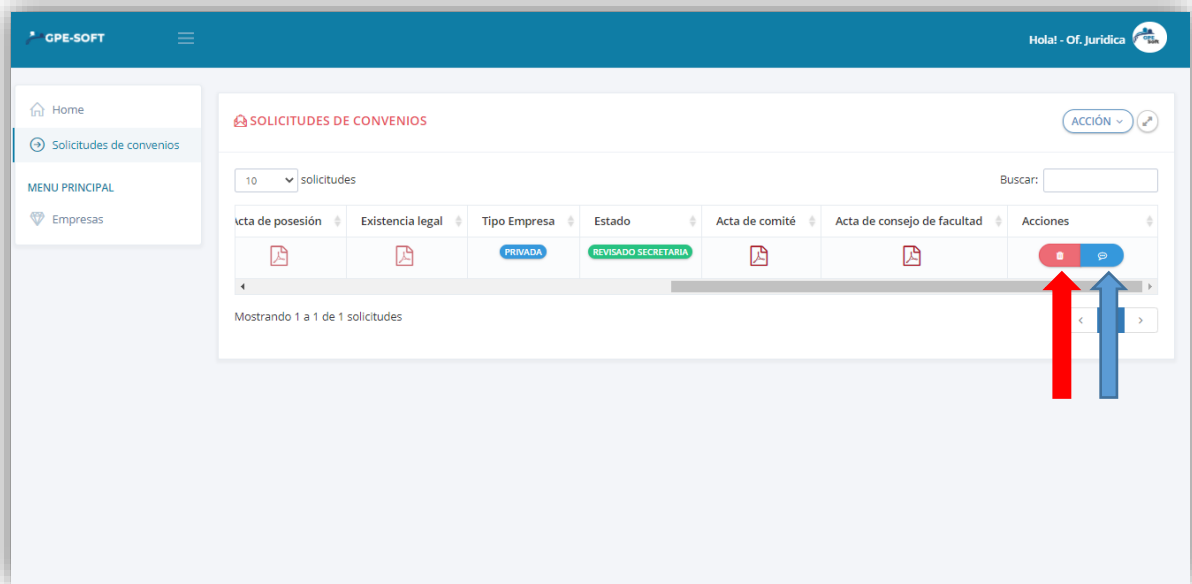 GPE-SOFT
Hola! - Of. Juridica
Home
Solicitudes de convenios
MENU PRINCIPAL
Empresas
SOLICITUDES DE CONVENIOS
ACCIÓN
10 solicitudes
Buscar:
Acta de posesión Existencia legal Tipo Empresa Estado Acta de comité Acta de consejo de facultad Acciones
PRIVADA REVISADO SECRETARIA
Mostrando 1 a 1 de 1 solicitudes